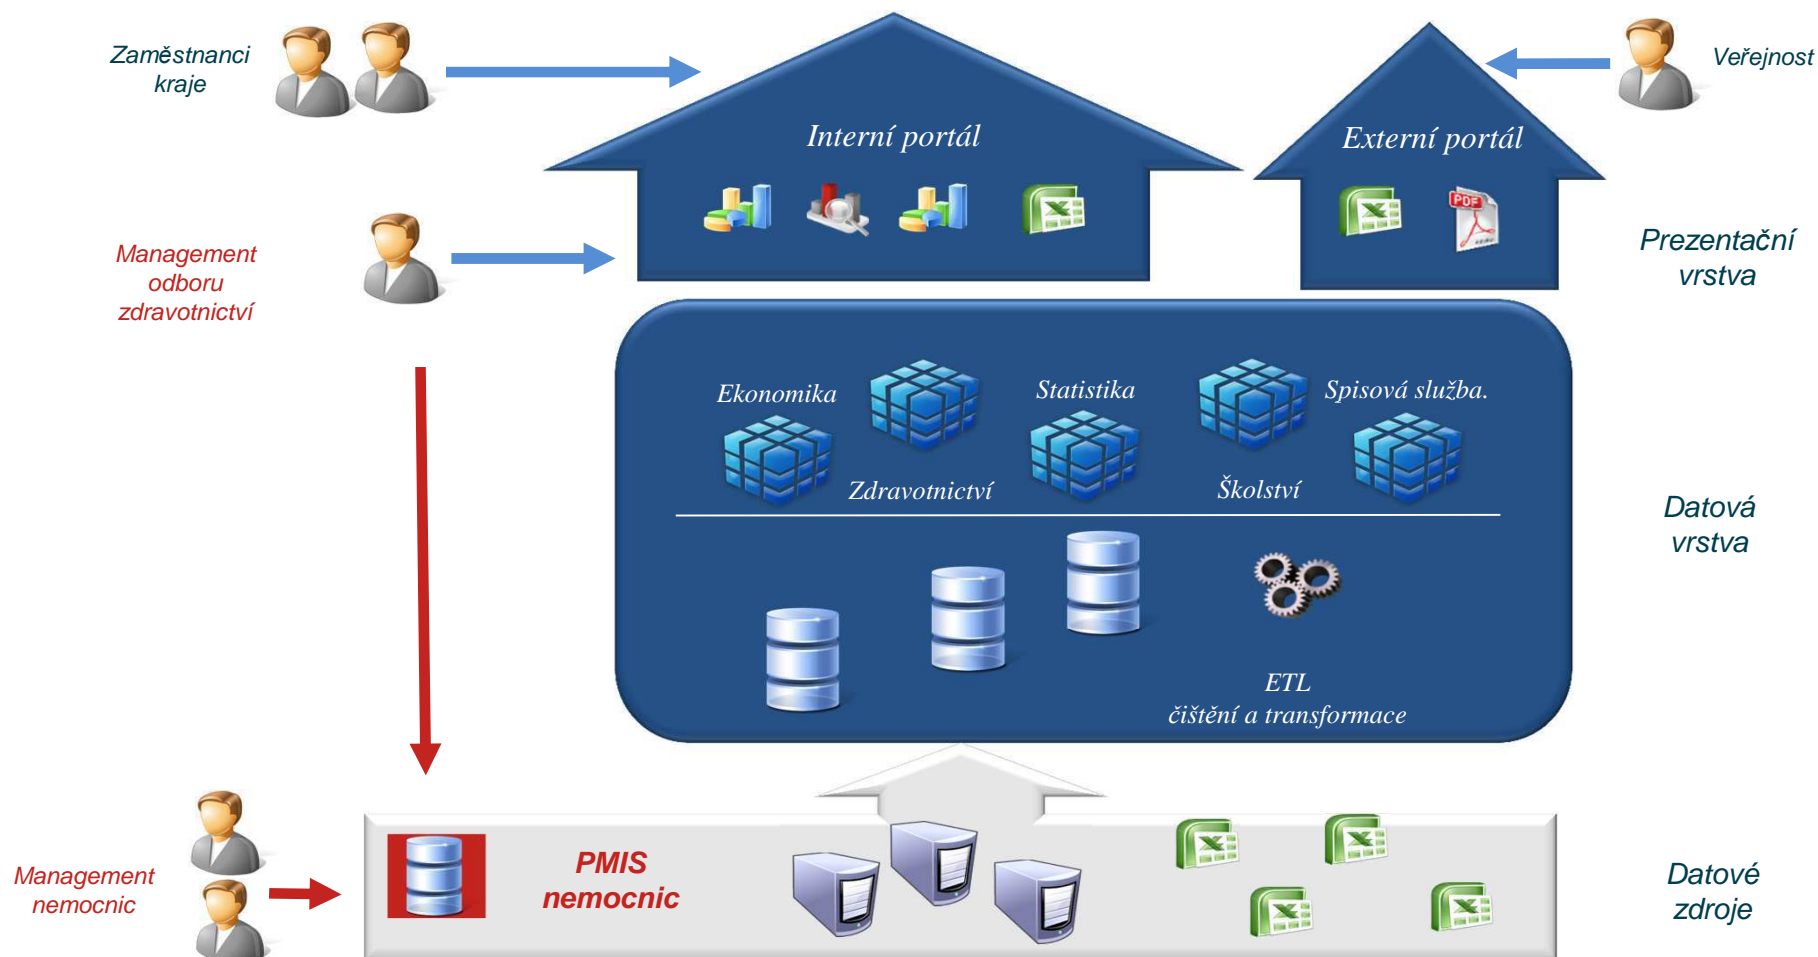 Zaměstnanci
kraje
Veřejnost
Interní portál
Externí portál
PDF
Management
odboru
zdravotnictví
Prezentační
vrstva
Ekonomika
Statistika
Spisová služba.
Zdravotnictví
Školství
Datová
vrstva
ETL
čištění a transformace
Management
nemocnic
PMIS
nemocnic
Datové
zdroje